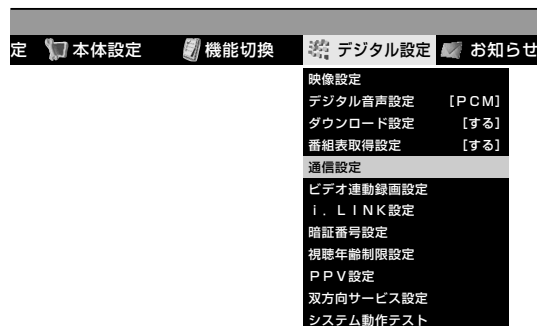 定 本体設定 機能切換 デジタル設定 お知らせ
映像設定
デジタル音声設定 [PCM]
ダウンロード設定 [する]
番組表取得設定 [する]
通信設定
ビデオ連動録画設定
i.LINK設定
暗証番号設定
視聴年齢制限設定
PPV設定
双方向サービス設定
システム動作テスト